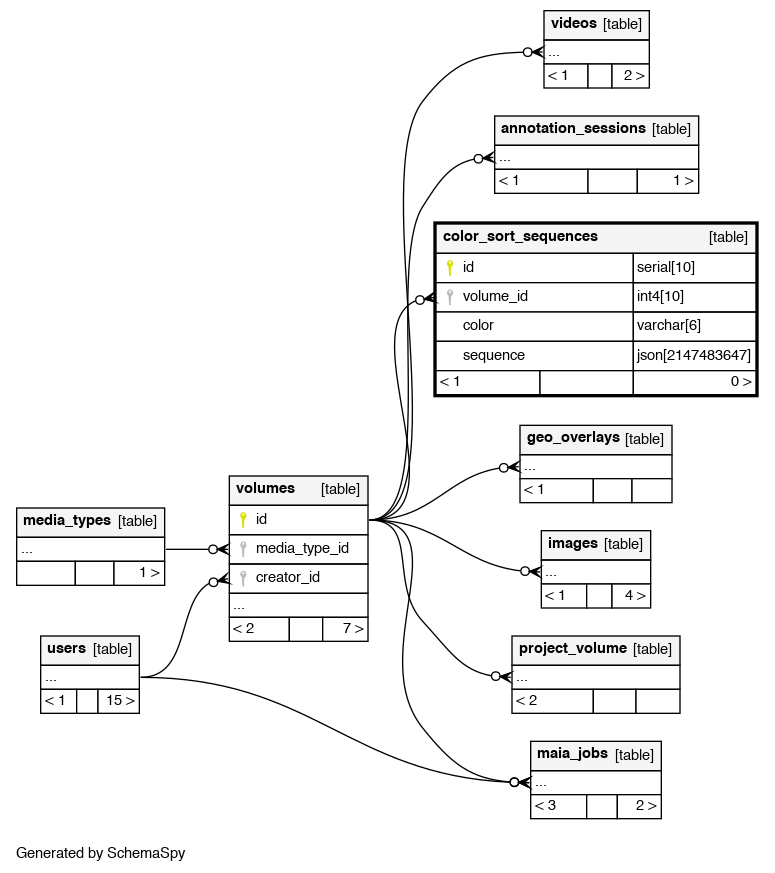 videos [table]
...
< 1 2 >
annotation_sessions [table]
...
< 1 1 >
color_sort_sequences [table]
id serial[10]
volume_id int4[10]
color varchar[6]
sequence json[2147483647]
< 1 0 >
geo_overlays [table]
...
< 1
volumes [table]
id
media_type_id
creator_id
...
< 2 7 >
media_types [table]
...
1 >
images [table]
...
< 1 4 >
users [table]
...
< 1 15 >
project_volume [table]
...
< 2
maia_jobs [table]
...
< 3 2 >
Generated by SchemaSpy